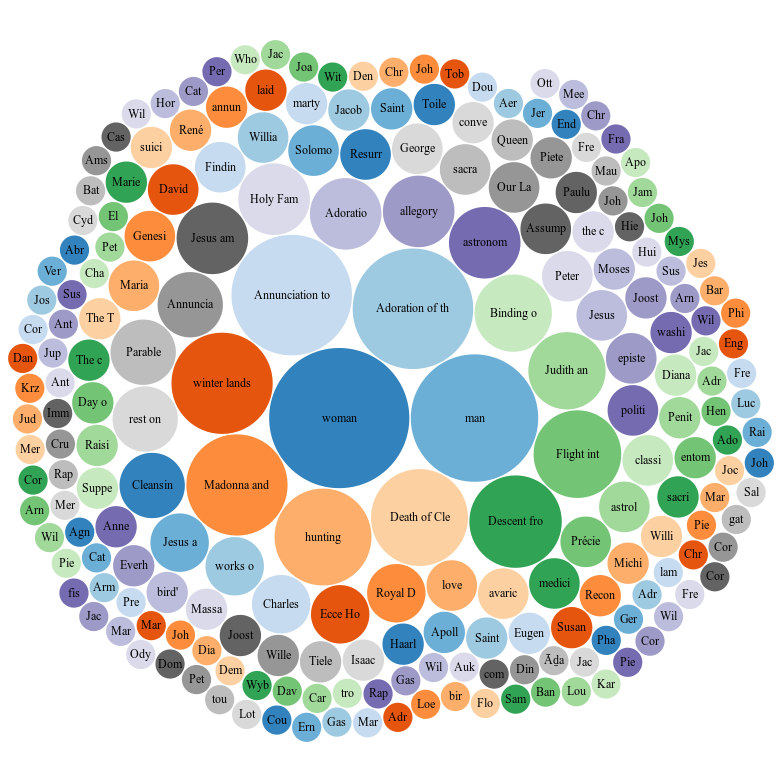 Who
Jac
Joa
Wit
Den
Chr
Joh
Tob
Per
Cat
Hor
Wil
Cas
Ams
Bat
Cyd
Abr
Ver
Jos
Cor
Dan
Krz
Jud
Mer
Cor
Arn
Wil
Pie
fis
Jac
Mar
Ody
Dom
Pet
tou
Lot
Cou
Ern
Gas
Mar
Adr
Loe
bir
Flo
Sam
Ban
Lou
Kar
Pie
Cor
Wil
Fre
Cor
Cor
gat
Sal
Joh
Rai
Luc
Fre
Eng
Phi
Bar
Jes
Mys
Joh
Jam
Apo
Fra
Chr
Mee
Ott
Dou
Aer
Jer
End
Fre
Mau
Joh
Hie
Hui
Sus
Arn
Wil
Jac
Adr
Hen
Ado
Joc
Mar
Pie
Chr
lam
Adr
Ger
Pha
Jac
Āḍa
Din
com
Auk
Wil
Gas
Rap
tro
Car
Dav
Wyb
Dem
Dia
Joh
Mar
Pre
Arm
Cat
Agn
Mer
Rap
Cru
Imm
Ant
Jup
Ant
Sus
Cha
Pet
El
Marie
suici
René
annun
laid
marty
Jacob
Saint
Toile
conve
Queen
Piete
Paulu
the c
Moses
Joost
washi
Diana
Penit
entom
sacri
Willi
Michi
Recon
Susan
Eugen
Saint
Apoll
Haarl
Isaac
Tiele
Wille
Joost
Massa
bird'
Everh
Anne
Suppe
Raisi
Day o
The c
The T
Maria
Genesi
David
Findin
Willia
Solomo
Resurr
George
sacra
Our La
Assump
Peter
Jesus
episte
politi
classi
astrol
Précie
medici
avaric
love
Royal D
Ecce Ho
Charles
works o
Jesus a
Cleansin
rest on
Parable
Annuncia
Jesus am
Holy Fam
Adoratio
allegory
astronom
Binding o
Judith an
Flight int
Descent fro
Death of Cle
hunting
Madonna and
winter lands
Annunciation to
Adoration of th
woman
man